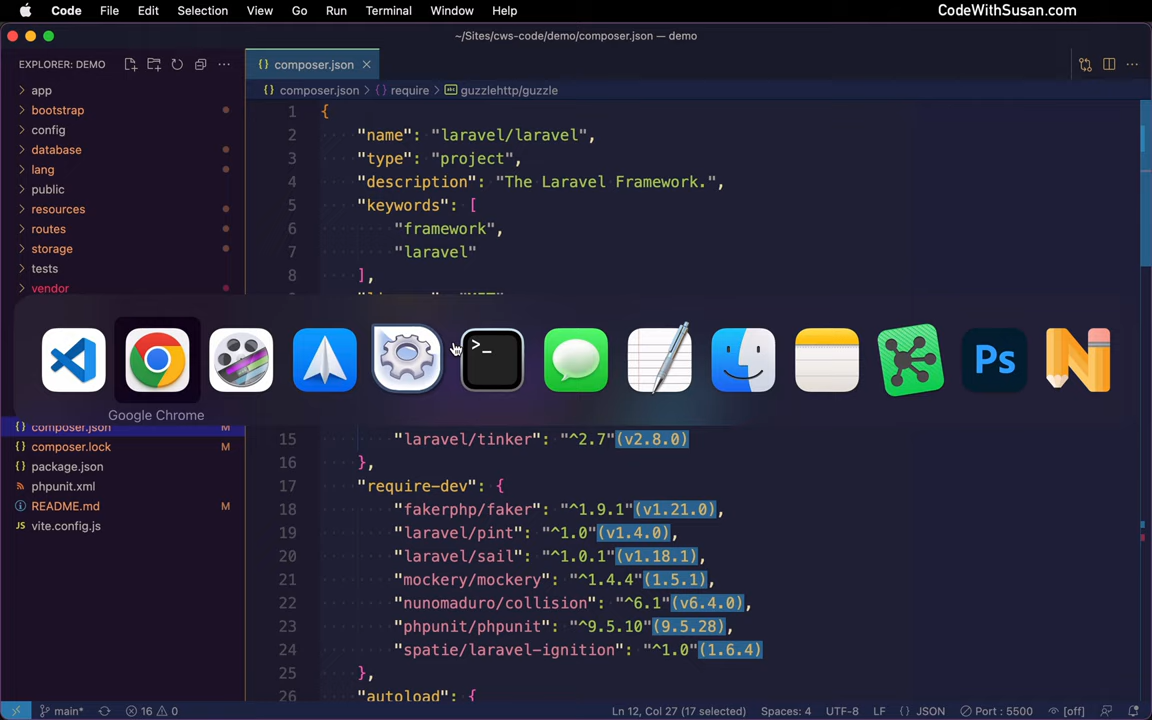 Code File Edit Selection View Go Run Terminal Window Help CodeWithSusan.com
~/Sites/cws-code/demo/composer.json — demo
EXPLORER: DEMO
{} composer.json
{} composer.json > {} require > guzzlehttp/guzzle
app
bootstrap
config
database
lang
public
resources
routes
storage
tests
vendor
{} composer.json M
{} composer.lock M
{} package.json
phpunit.xml
README.md M
JS vite.config.js
1 {
2 "name": "laravel/laravel",
3 "type": "project",
4 "description": "The Laravel Framework.",
5 "keywords": [
6 "framework",
7 "laravel"
8 ],
>_
Ps
Google Chrome
15 "laravel/tinker": "^2.7"(v2.8.0)
16 },
17 "require-dev": {
18 "fakerphp/faker": "^1.9.1"(v1.21.0),
19 "laravel/pint": "^1.0"(v1.4.0),
20 "laravel/sail": "^1.0.1"(v1.18.1),
21 "mockery/mockery": "^1.4.4"(1.5.1),
22 "nunomaduro/collision": "^6.1"(v6.4.0),
23 "phpunit/phpunit": "^9.5.10"(9.5.28),
24 "spatie/laravel-ignition": "^1.0"(1.6.4)
25 },
26 "autoload": {
main* 16 0 Ln 12, Col 27 (17 selected) Spaces: 4 UTF-8 LF {} JSON Port : 5500 [off]